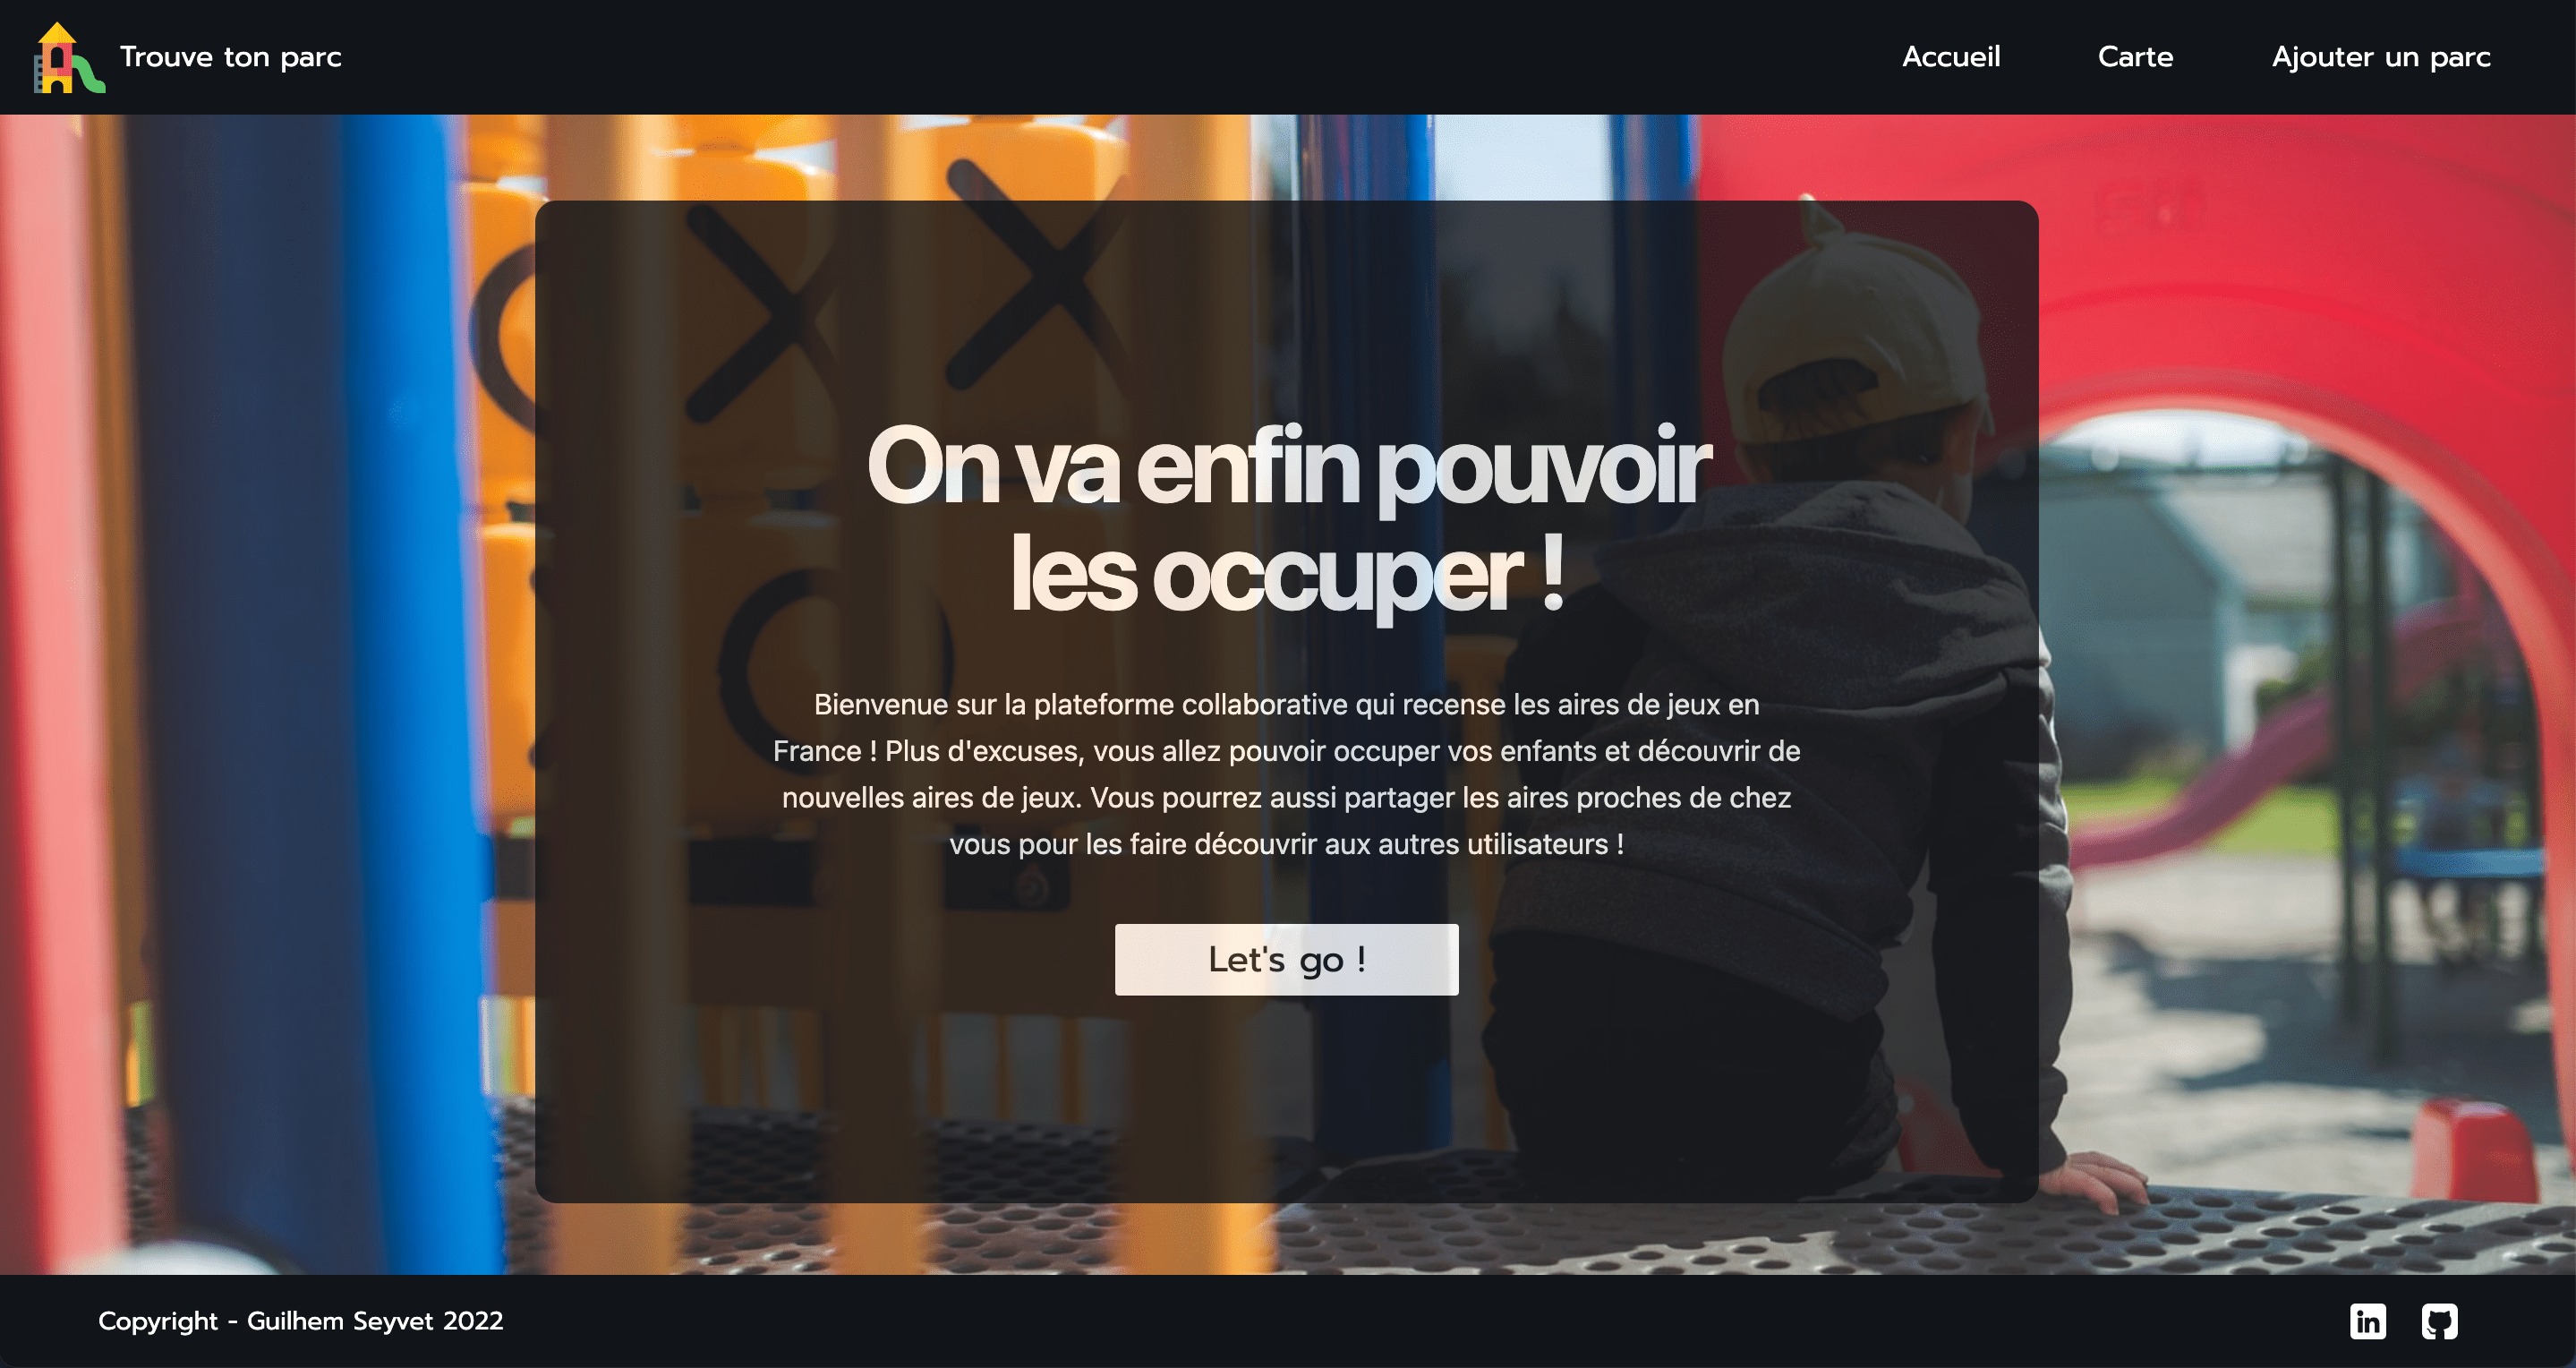 Trouve ton parc
Accueil
Carte
Ajouter un parc
On va enfin pouvoir
les occuper !
Bienvenue sur la plateforme collaborative qui recense les aires de jeux en
France ! Plus d'excuses, vous allez pouvoir occuper vos enfants et découvrir de
nouvelles aires de jeux. Vous pourrez aussi partager les aires proches de chez
vous pour les faire découvrir aux autres utilisateurs !
Let's go !
Copyright - Guilhem Seyvet 2022
in